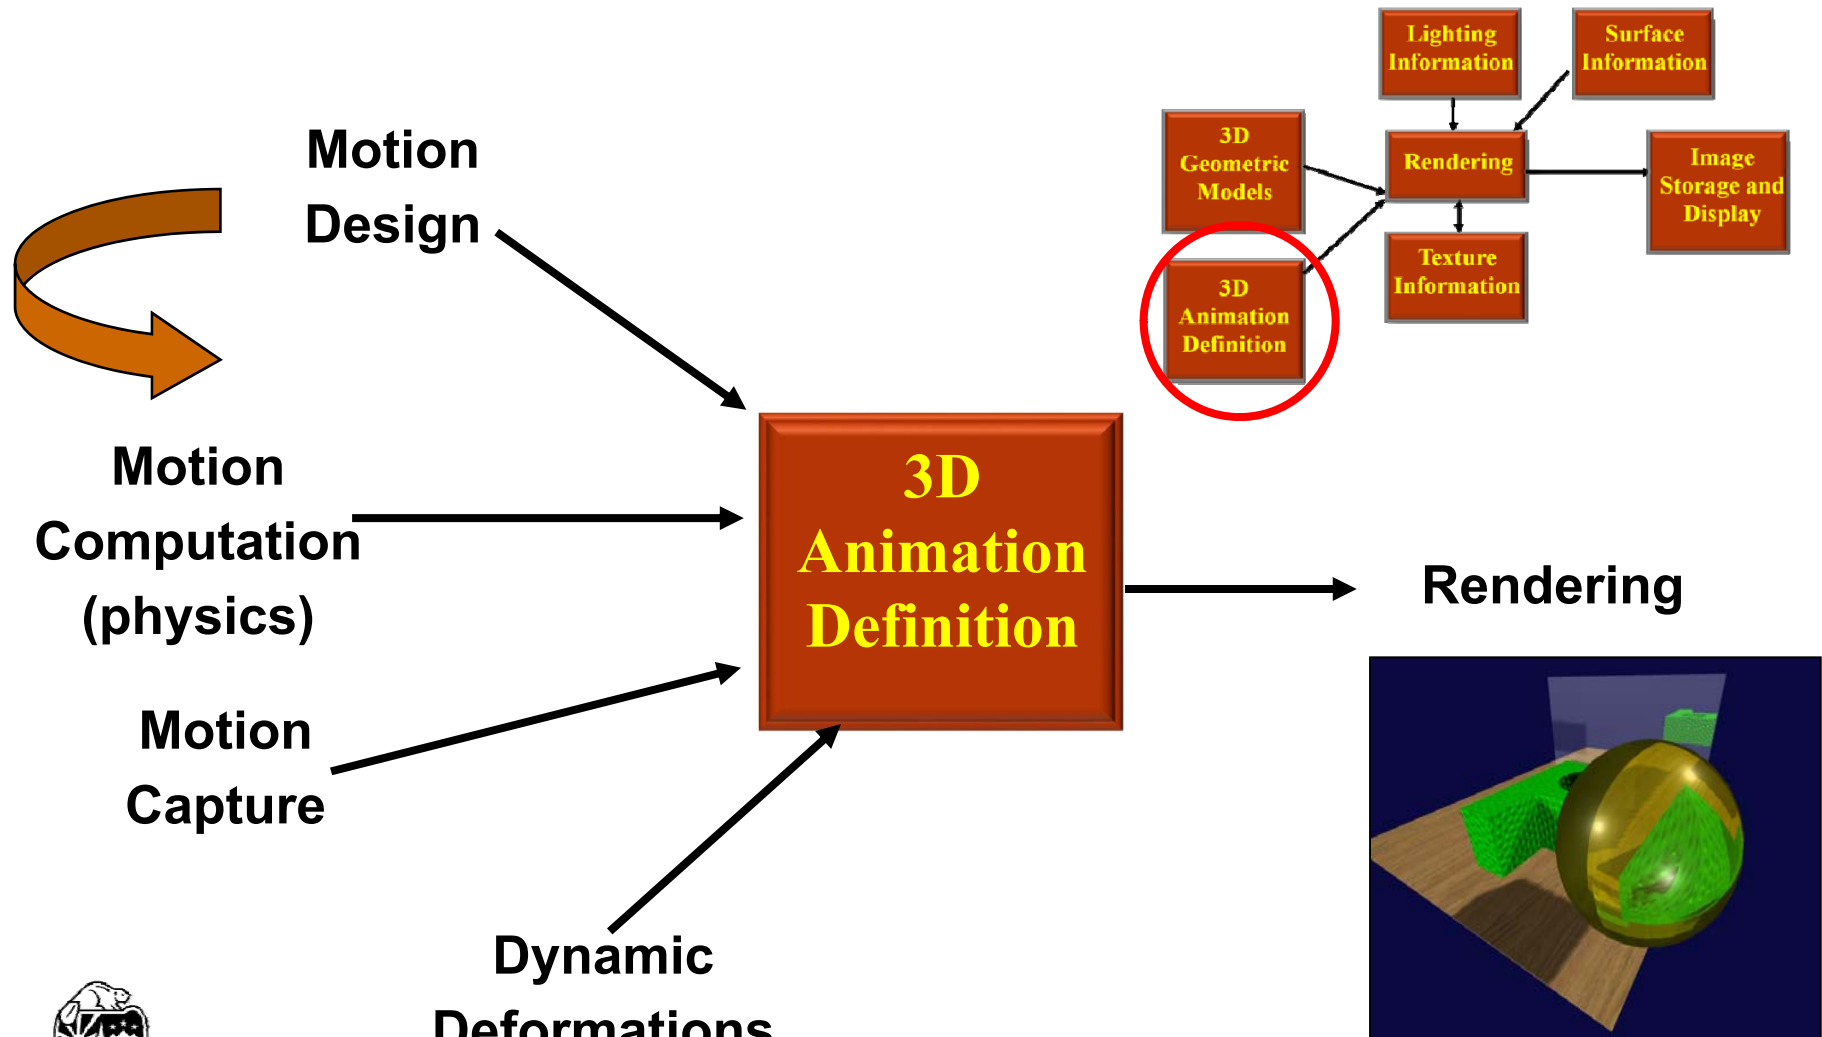 Motion
Design
Motion
Computation
(physics)
Motion
Capture
Dynamic
Deformations
3D
Animation
Definition
Rendering
Lighting
Information
Surface
Information
3D
Geometric
Models
Rendering
Image
Storage and
Display
3D
Animation
Definition
Texture
Information